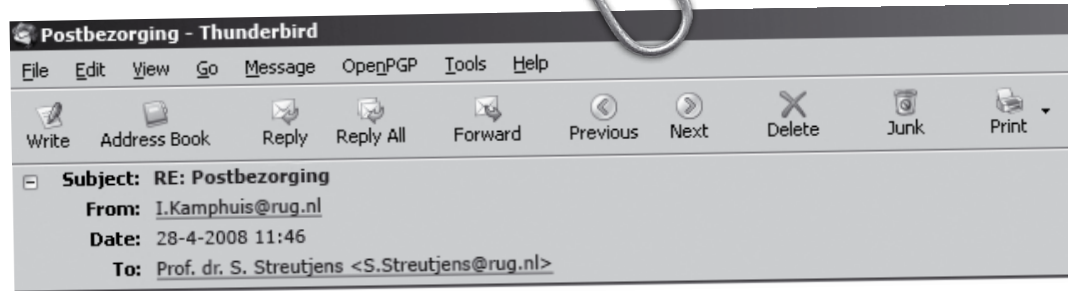 Postbezorging - Thunderbird
File Edit View Go Message OpenPGP Tools Help
Write Address Book Reply Reply All Forward Previous Next Delete Junk Print
Subject: RE: Postbezorging
From: I.Kamphuis@rug.nl
Date: 28-4-2008 11:46
To: Prof. dr. S. Streutjens <S.Streutjens@rug.nl>